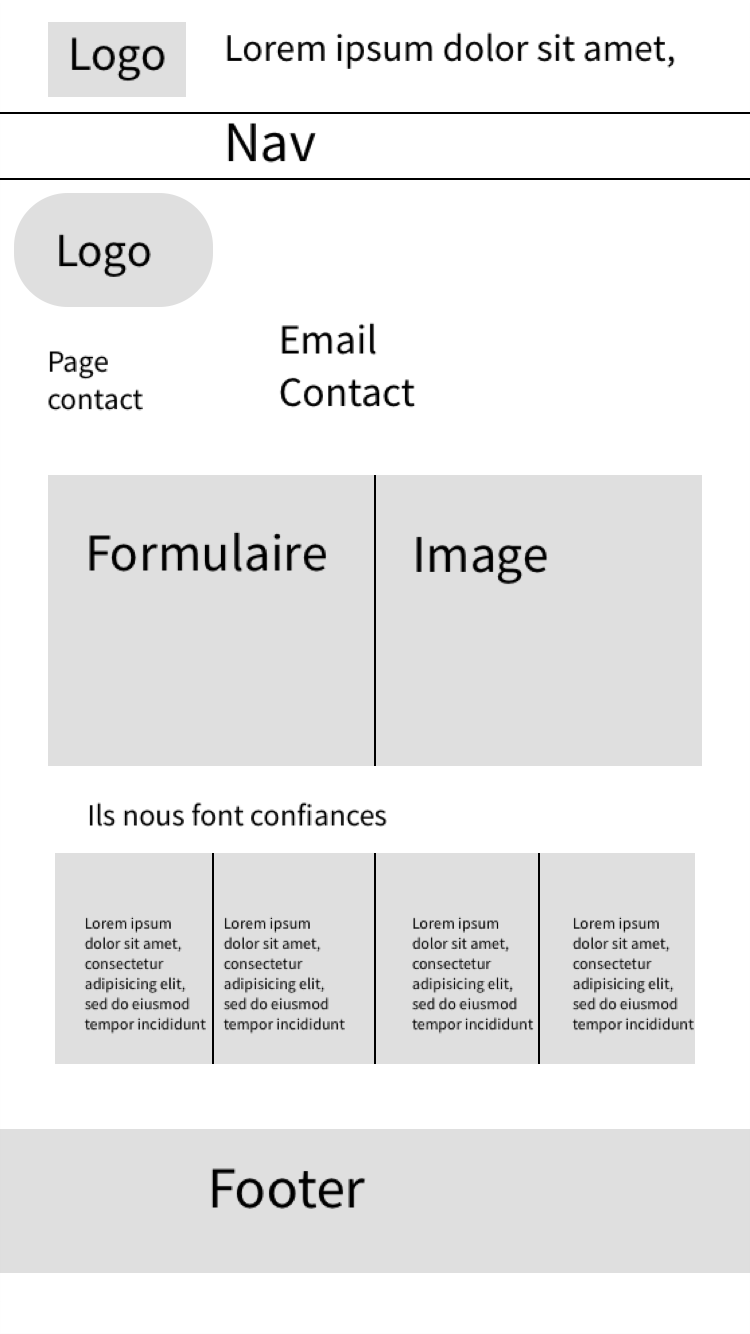 Logo
Lorem ipsum dolor sit amet,
Nav
Logo
Page
contact
Email
Contact
Formulaire
Image
Ils nous font confiances
Lorem ipsum
dolor sit amet,
consectetur
adipisicing elit,
sed do eiusmod
tempor incididunt
Lorem ipsum
dolor sit amet,
consectetur
adipisicing elit,
sed do eiusmod
tempor incididunt
Lorem ipsum
dolor sit amet,
consectetur
adipisicing elit,
sed do eiusmod
tempor incididunt
Lorem ipsum
dolor sit amet,
consectetur
adipisicing elit,
sed do eiusmod
tempor incididunt
Footer